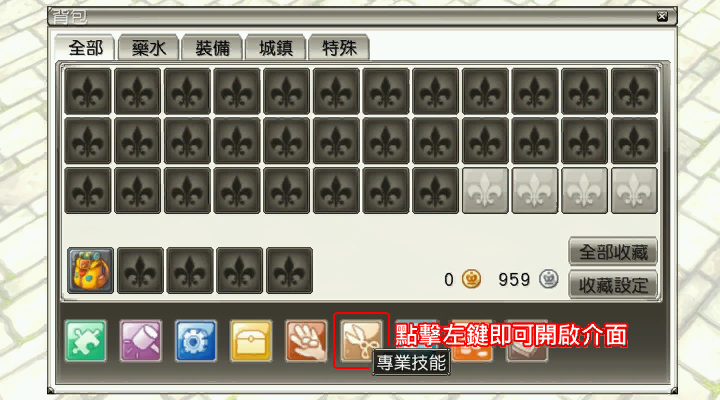 背包
全部 藥水 裝備 城鎮 特殊
全部收藏
0 959
收藏設定
點擊左鍵即可開啟介面
專業技能